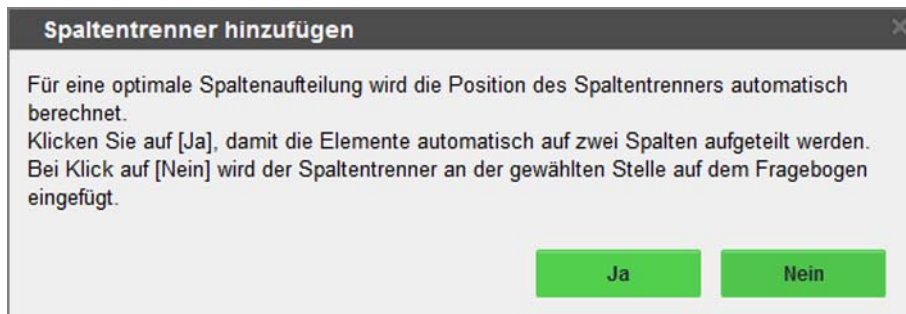 Spaltentrenner hinzufügen
Für eine optimale Spaltenaufteilung wird die Position des Spaltentrenners automatisch
berechnet.
Klicken Sie auf [Ja], damit die Elemente automatisch auf zwei Spalten aufgeteilt werden.
Bei Klick auf [Nein] wird der Spaltentrenner an der gewählten Stelle auf dem Fragebogen
eingefügt.
Ja Nein